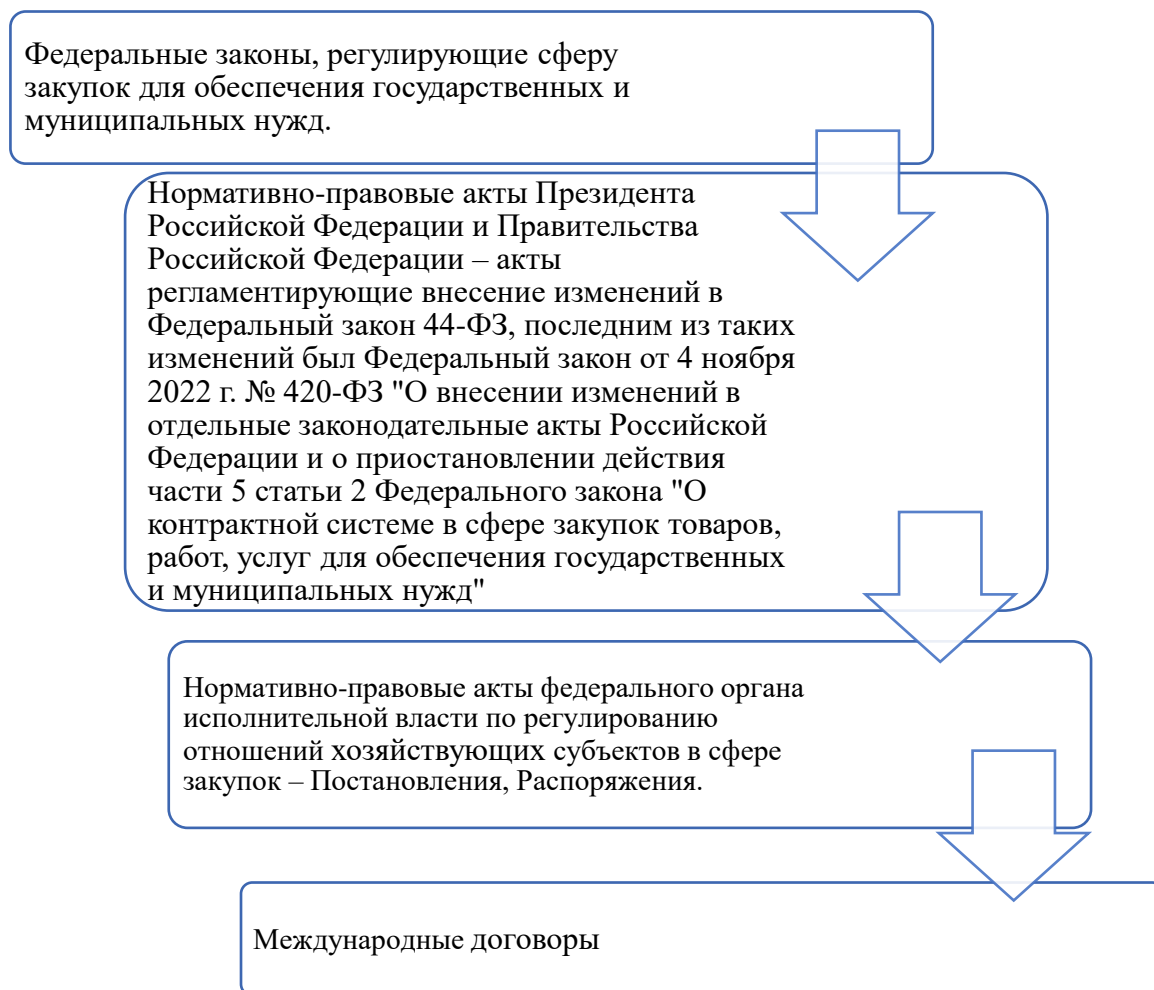 Федеральные законы, регулирующие сферу
закупок для обеспечения государственных и
муниципальных нужд.
Нормативно-правовые акты Президента
Российской Федерации и Правительства
Российской Федерации – акты
регламентирующие внесение изменений в
Федеральный закон 44-ФЗ, последним из таких
изменений был Федеральный закон от 4 ноября
2022 г. № 420-ФЗ "О внесении изменений в
отдельные законодательные акты Российской
Федерации и о приостановлении действия
части 5 статьи 2 Федерального закона "О
контрактной системе в сфере закупок товаров,
работ, услуг для обеспечения государственных
и муниципальных нужд"
Нормативно-правовые акты федерального органа
исполнительной власти по регулированию
отношений хозяйствующих субъектов в сфере
закупок – Постановления, Распоряжения.
Международные договоры